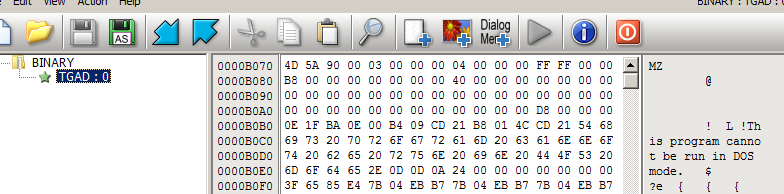 View Action Help
BINARY : TGAD : 0
AS
Dialog
Men
BINARY
TGAD : 0
0000B070 4D 5A 90 00 03 00 00 00 04 00 00 00 FF FF 00 00 MZ
0000B080 B8 00 00 00 00 00 00 00 40 00 00 00 00 00 00 00 @
0000B090 00 00 00 00 00 00 00 00 00 00 00 00 00 00 00 00
0000B0A0 00 00 00 00 00 00 00 00 00 00 00 00 D8 00 00 00
0000B0B0 0E 1F BA 0E 00 B4 09 CD 21 B8 01 4C CD 21 54 68 ! L !Th
0000B0C0 69 73 20 70 72 6F 67 72 61 6D 20 63 61 6E 6E 6F is program canno
0000B0D0 74 20 62 65 20 72 75 6E 20 69 6E 20 44 4F 53 20 t be run in DOS
0000B0E0 6D 6F 64 65 2E 0D 0D 0A 24 00 00 00 00 00 00 00 mode. $
0000B0F0 3F 65 85 E4 7B 04 EB B7 7B 04 EB B7 7B 04 EB B7 ?e { { {